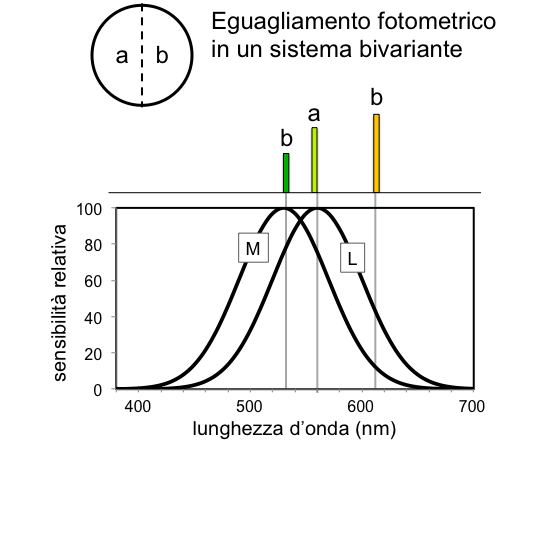 Eguagliamento fotometrico
in un sistema bivariante
a b
b
a
b
100
80
60
40
20
0
M
L
sensibilità relativa
400 500 600 700
lunghezza d'onda (nm)